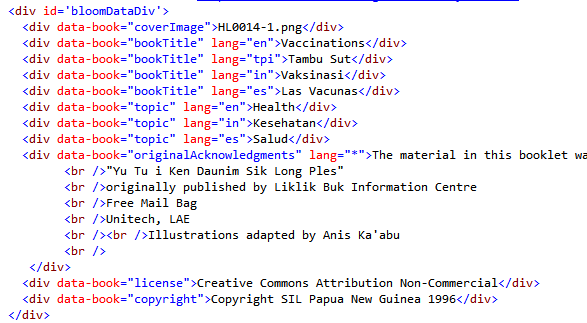 <div id='bloomDataDiv'>
<div data-book="coverImage">HL0014-1.png</div>
<div data-book="bookTitle" lang="en">Vaccinations</div>
<div data-book="bookTitle" lang="tpi">Tambu Sut</div>
<div data-book="bookTitle" lang="in">Vaksinasi</div>
<div data-book="bookTitle" lang="es">Las Vacunas</div>
<div data-book="topic" lang="en">Health</div>
<div data-book="topic" lang="in">Kesehatan</div>
<div data-book="topic" lang="es">Salud</div>
<div data-book="originalAcknowledgments" lang="*">The material in this booklet wa
<br />"Yu Tu i Ken Daunim Sik Long Ples"
<br />originally published by Liklik Buk Information Centre
<br />Free Mail Bag
<br />Unitech, LAE
<br /><br />Illustrations adapted by Anis Ka'abu
<br />
</div>
<div data-book="license">Creative Commons Attribution Non-Commercial</div>
<div data-book="copyright">Copyright SIL Papua New Guinea 1996</div>
</div>